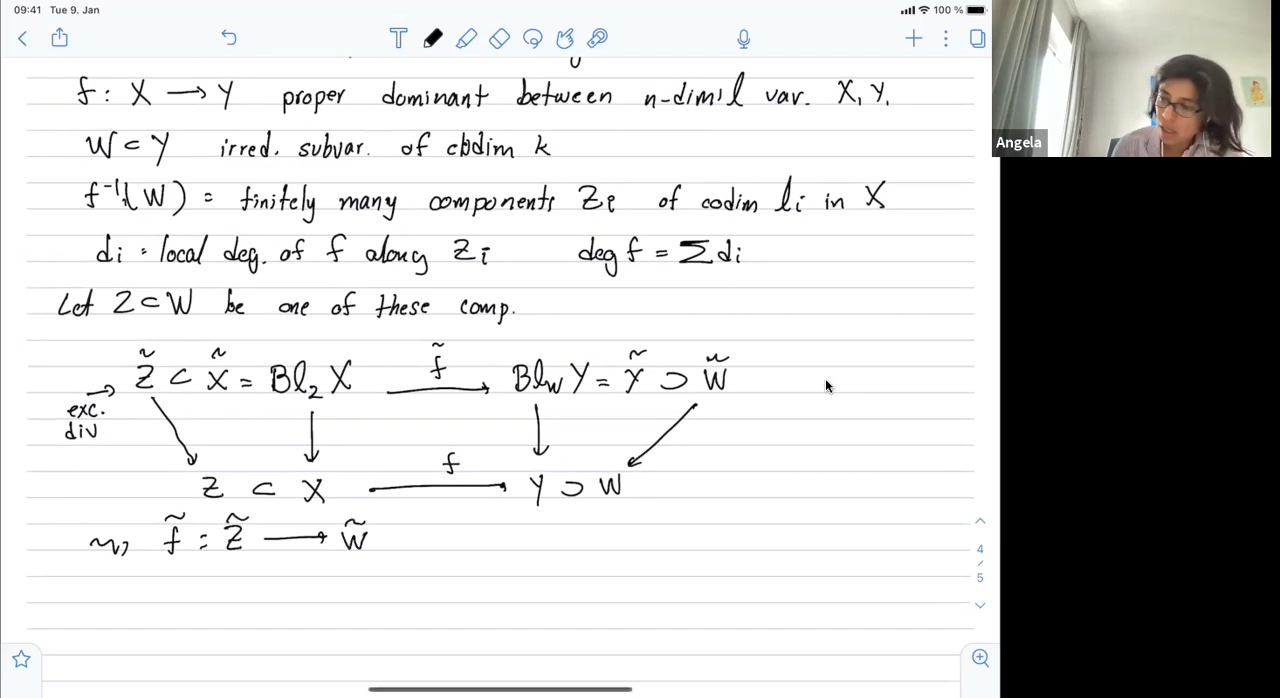 09:41 Tue 9. Jan 100 %
f : X → Y proper dominant between n-dim'l var. X, Y.
W ⊂ Y irred. subvar. of codim k
f⁻¹(W) = finitely many components Zi of codim li in X
di = local deg. of f along Zi deg f = Σ di
Let Z ⊂ W be one of these comp.
Z̃ ⊂ X̃ = Bl_Z X → f̃ Bl_W Y = Ỹ ⊃ W̃
exc.
div
Z ⊂ X → f Y ⊃ W
⇝ f̃ : Z̃ → W̃
4
/
5
Angela